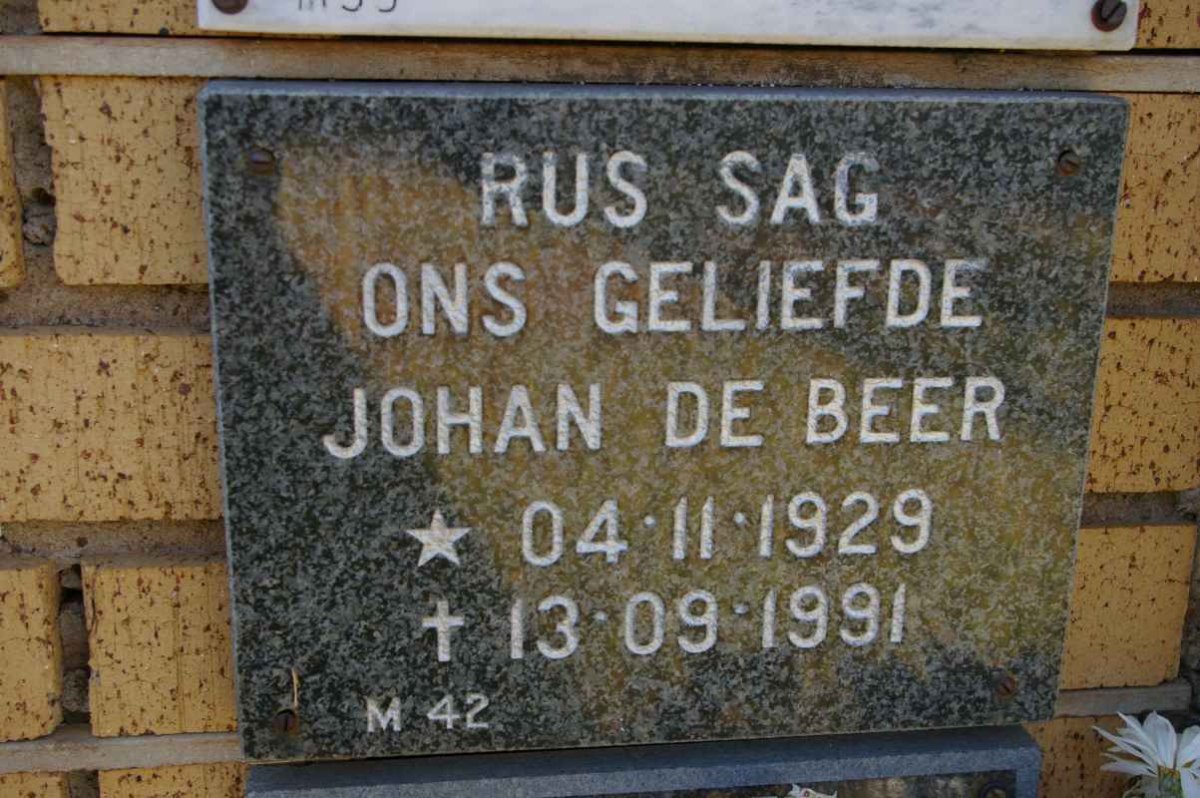 RUS SAG
ONS GELIEFDE
JOHAN DE BEER
★ 04·11·1929
✝ 13·09·1991
M 42